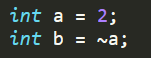 int a = 2;
int b = ~a;